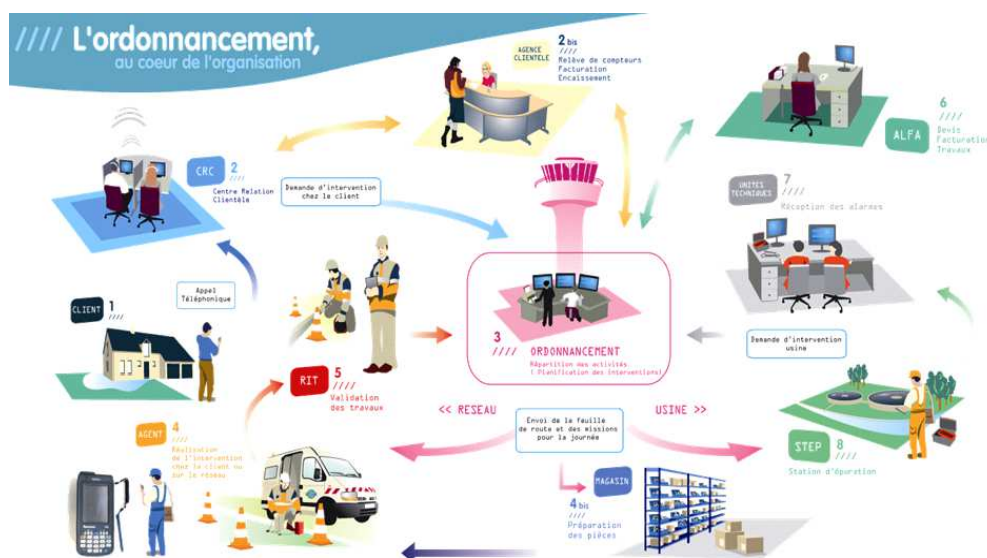 //// L'ordonnancement,
au coeur de l'organisation
AGENCE
CLIENTELE
2 bis
////
Relève de compteurs
Facturation
Encaissement
6
////
ALFA
Devis
Facturation
Travaux
CRC
2
////
Centre Relation
Clientèle
Demande d'intervention
chez le client
UNITES
TECHNIQUES
7
////
Réception des alarmes
Appel
Téléphonique
CLIENT
1
////
3
////
ORDONNANCEMENT
Répartition des activités
( Planification des Interventions)
Demande d'intervention
usine
RIT
5
////
Validation
des travaux
<< RESEAU
USINE >>
Envoi de la feuille
de route et des missions
pour la journée
AGENT
4
////
Réalisation
de l'intervention
chez le client ou
sur le réseau
STEP
8
////
Station d'épuration
MAGASIN
4 bis
////
Préparation
des pièces